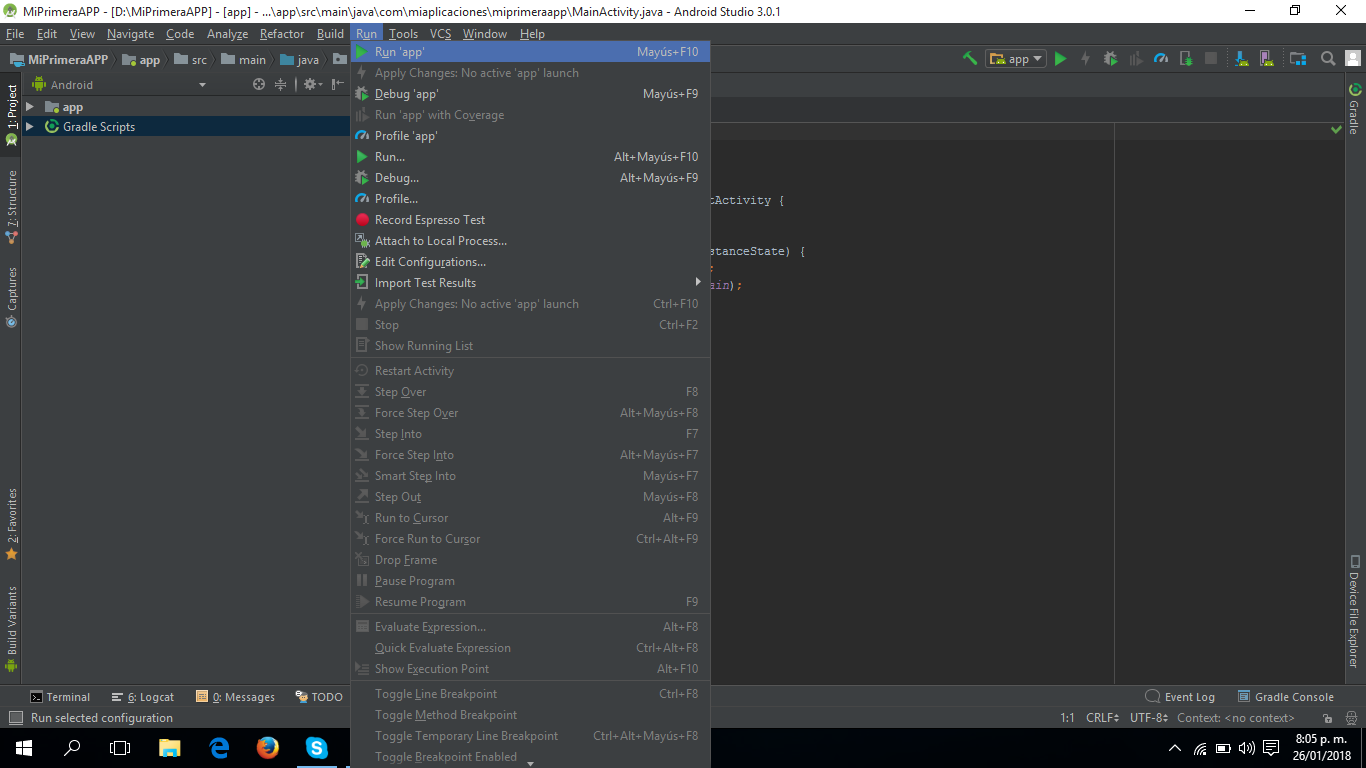 MiPrimeraAPP - [D:\MiPrimeraAPP] - [app] - ...\app\src\main\java\com\miaplicaciones\miprimeraapp\MainActivity.java - Android Studio 3.0.1
File Edit View Navigate Code Analyze Refactor Build Run Tools VCS Window Help
MiPrimeraAPP app src main java
app
Android
app
Gradle Scripts
1: Project
7: Structure
Captures
2: Favorites
Build Variants
Run 'app' Mayús+F10
Apply Changes: No active 'app' launch
Debug 'app' Mayús+F9
Run 'app' with Coverage
Profile 'app'
Run... Alt+Mayús+F10
Debug... Alt+Mayús+F9
Profile...
Record Espresso Test
Attach to Local Process...
Edit Configurations...
Import Test Results
Apply Changes: No active 'app' launch Ctrl+F10
Stop Ctrl+F2
Show Running List
Restart Activity
Step Over F8
Force Step Over Alt+Mayús+F8
Step Into F7
Force Step Into Alt+Mayús+F7
Smart Step Into Mayús+F7
Step Out Mayús+F8
Run to Cursor Alt+F9
Force Run to Cursor Ctrl+Alt+F9
Drop Frame
Pause Program
Resume Program F9
Evaluate Expression... Alt+F8
Quick Evaluate Expression Ctrl+Alt+F8
Show Execution Point Alt+F10
Toggle Line Breakpoint Ctrl+F8
Toggle Method Breakpoint
Toggle Temporary Line Breakpoint Ctrl+Alt+Mayús+F8
Toggle Breakpoint Enabled
tActivity {
stanceState) {
;
ain);
Gradle
Device File Explorer
Terminal 6: Logcat 0: Messages TODO
Event Log Gradle Console
Run selected configuration
1:1 CRLF UTF-8 Context: <no context>
8:05 p. m.
26/01/2018